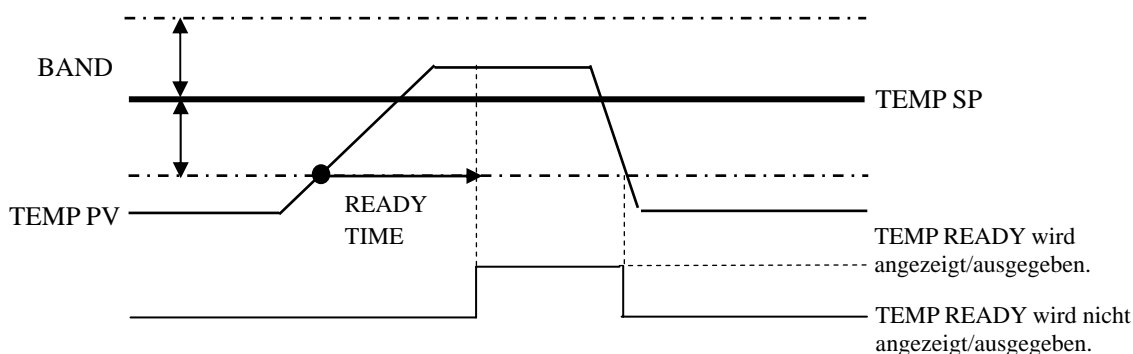 BAND
TEMP SP
TEMP PV
READY
TIME
TEMP READY wird
angezeigt/ausgegeben.
TEMP READY wird nicht
angezeigt/ausgegeben.